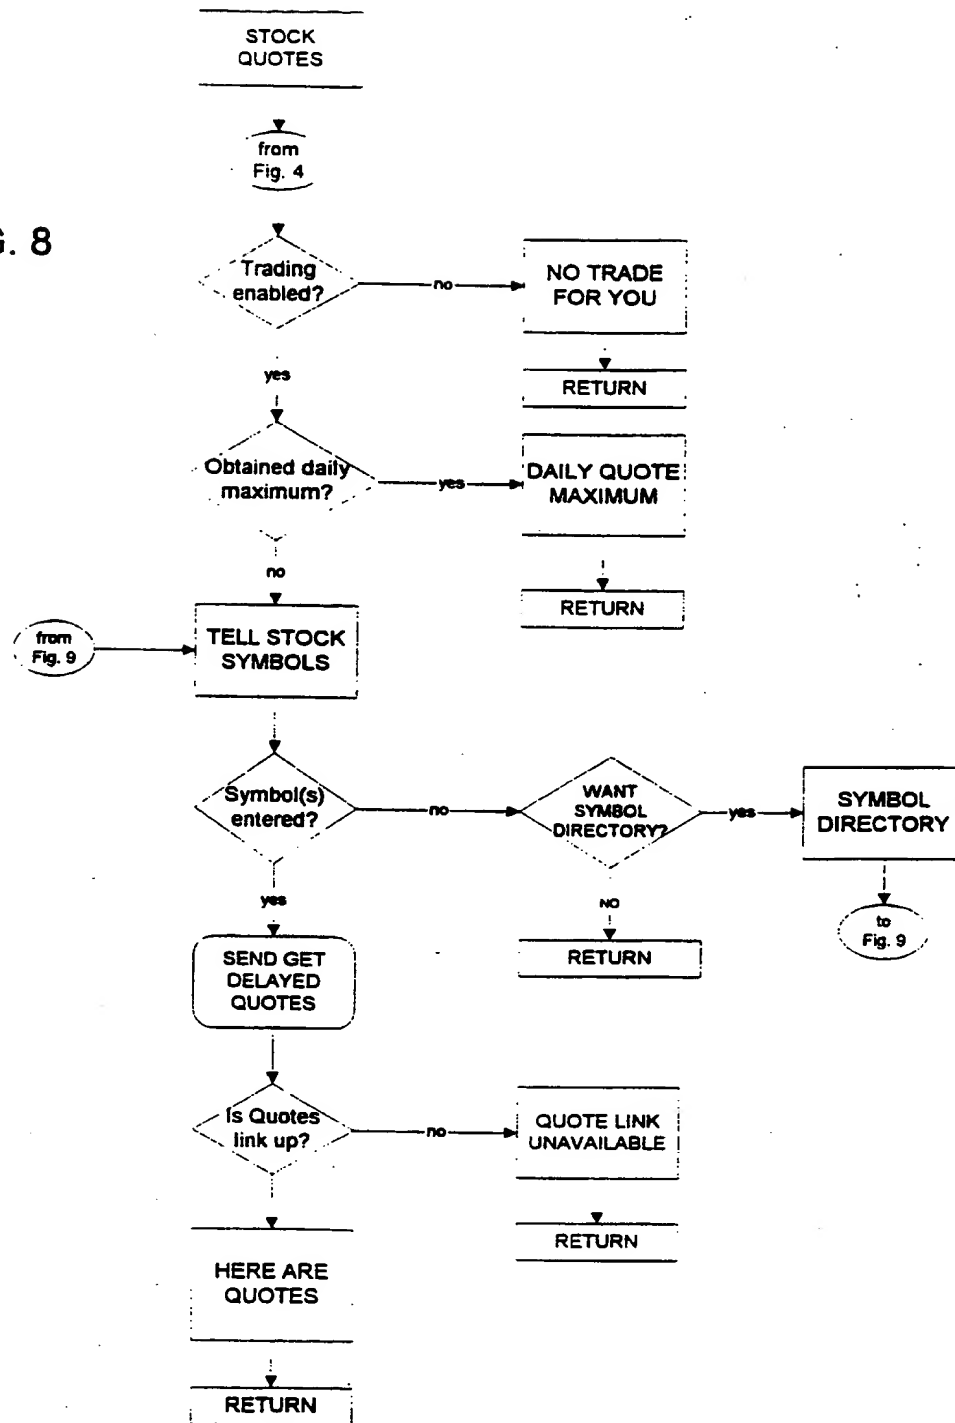 STOCK
QUOTES
from
Fig. 4
G. 8
Trading
enabled?
no
NO TRADE
FOR YOU
RETURN
yes
Obtained daily
maximum?
yes
DAILY QUOTE
MAXIMUM
RETURN
no
from
Fig. 9
TELL STOCK
SYMBOLS
Symbol(s)
entered?
no
WANT
SYMBOL
DIRECTORY?
yes
SYMBOL
DIRECTORY
to
Fig. 9
NO
RETURN
yes
SEND GET
DELAYED
QUOTES
Is Quotes
link up?
no
QUOTE LINK
UNAVAILABLE
RETURN
HERE ARE
QUOTES
RETURN